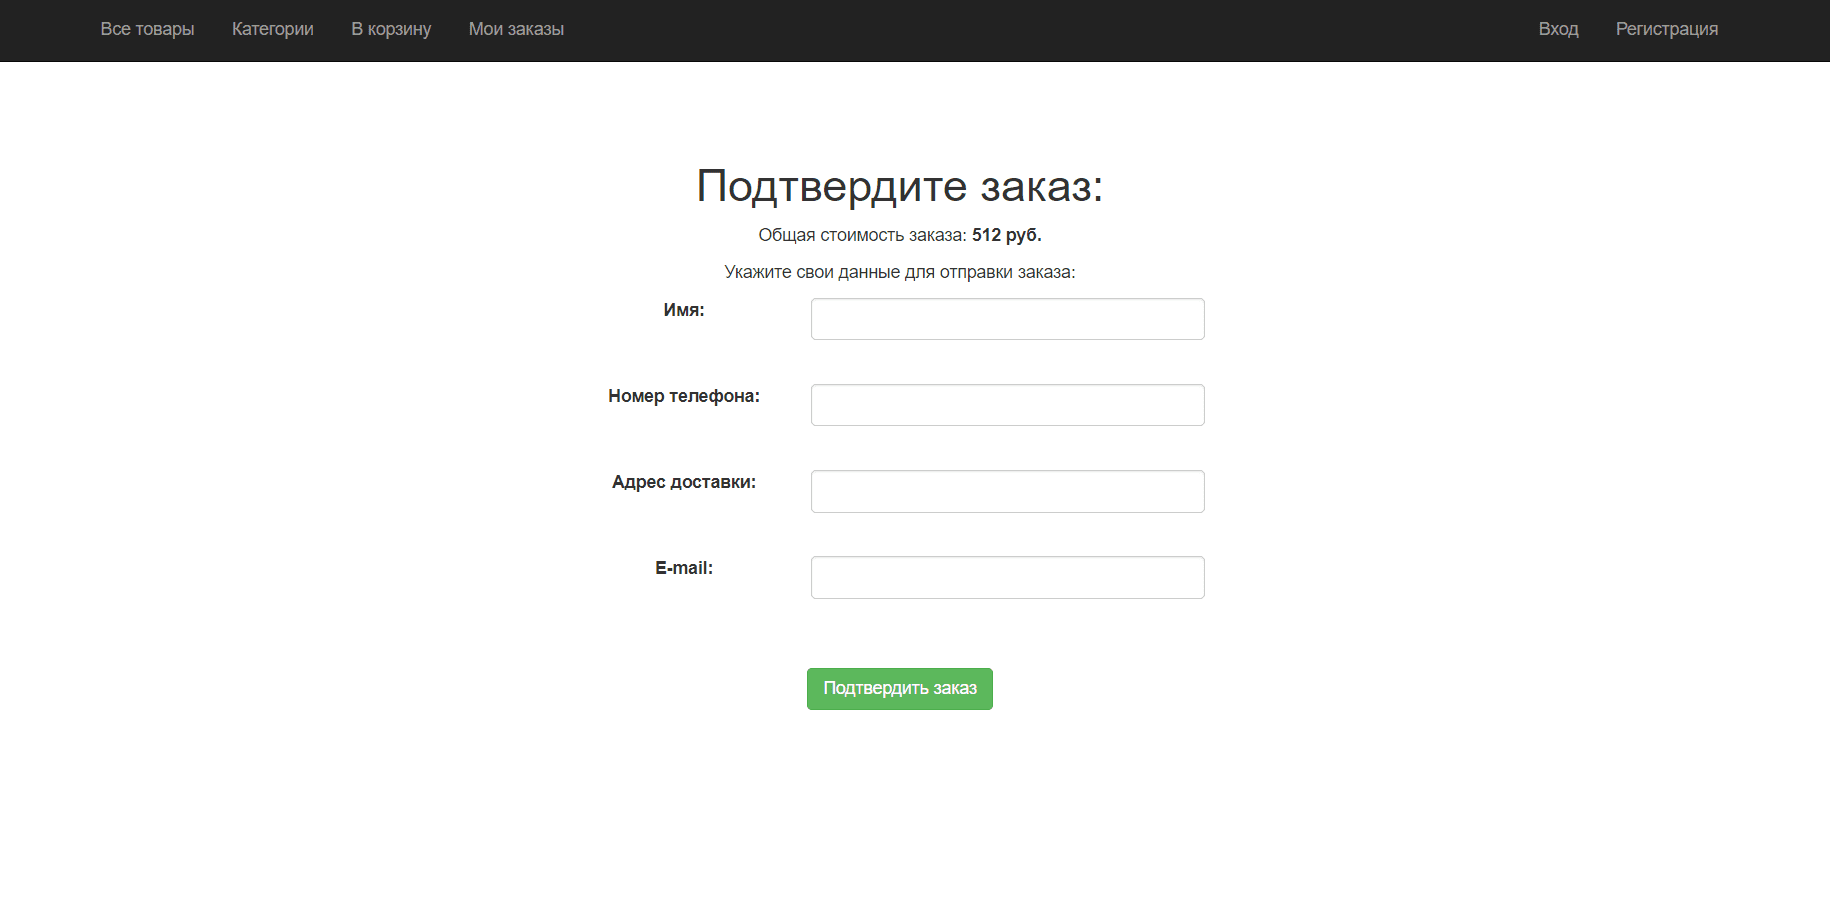 Все товары Категории В корзину Мои заказы Вход Регистрация
Подтвердите заказ:
Общая стоимость заказа: 512 руб.
Укажите свои данные для отправки заказа:
Имя:
Номер телефона:
Адрес доставки:
E-mail:
Подтвердить заказ